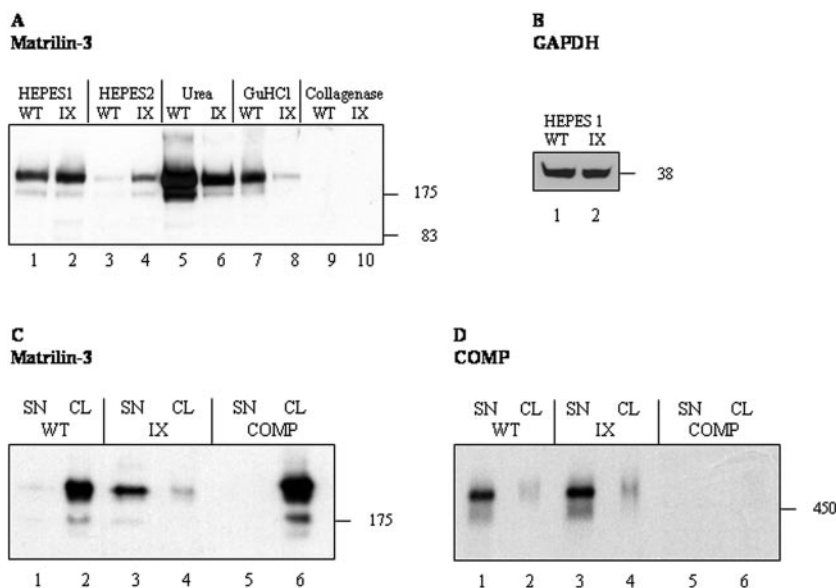 A
Matrilin-3
HEPES1 HEPES2 Urea GuHCl Collagenase
WT IX WT IX WT IX WT IX WT IX
175
83
1 2 3 4 5 6 7 8 9 10
B
GAPDH
HEPES 1
WT IX
38
1 2
C
Matrilin-3
SN CL SN CL SN CL
WT IX COMP
175
1 2 3 4 5 6
D
COMP
SN CL SN CL SN CL
WT IX COMP
450
1 2 3 4 5 6